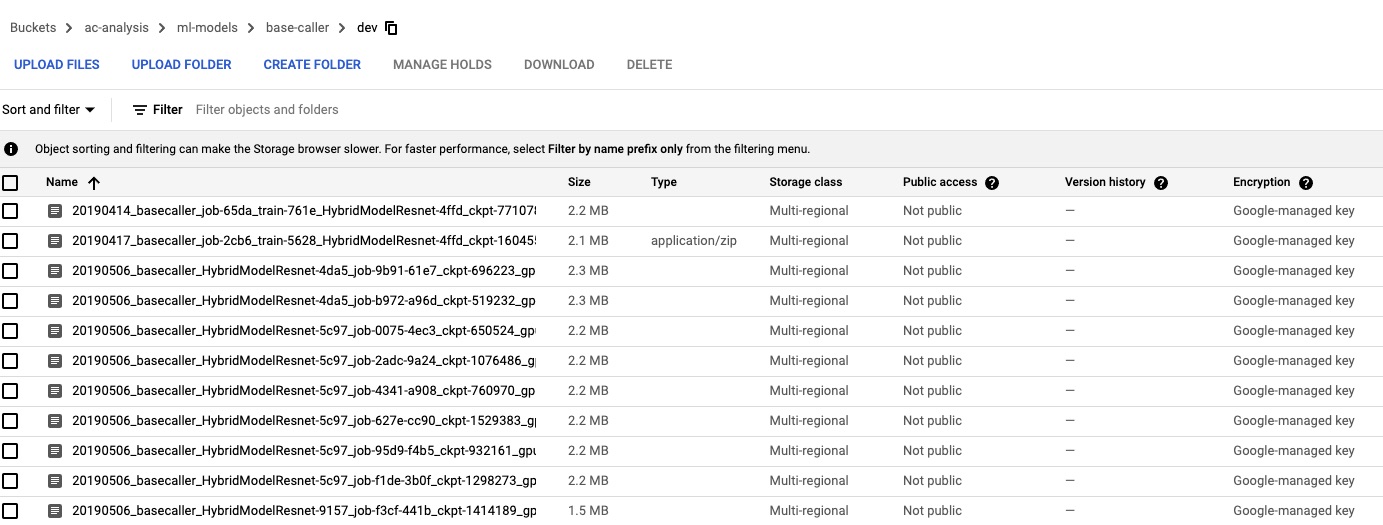 Buckets > ac-analysis > ml-models > base-caller > dev
UPLOAD FILES UPLOAD FOLDER CREATE FOLDER MANAGE HOLDS DOWNLOAD DELETE
Sort and filter Filter Filter objects and folders
Object sorting and filtering can make the Storage browser slower. For faster performance, select Filter by name prefix only from the filtering menu.
Name Size Type Storage class Public access Version history Encryption
20190414_basecaller_job-65da_train-761e_HybridModelResnet-4ffd_ckpt-771078 2.2 MB Multi-regional Not public — Google-managed key
20190417_basecaller_job-2cb6_train-5628_HybridModelResnet-4ffd_ckpt-160455 2.1 MB application/zip Multi-regional Not public — Google-managed key
20190506_basecaller_HybridModelResnet-4da5_job-9b91-61e7_ckpt-696223_gp 2.3 MB Multi-regional Not public — Google-managed key
20190506_basecaller_HybridModelResnet-4da5_job-b972-a96d_ckpt-519232_gp 2.3 MB Multi-regional Not public — Google-managed key
20190506_basecaller_HybridModelResnet-5c97_job-0075-4ec3_ckpt-650524_gpu 2.2 MB Multi-regional Not public — Google-managed key
20190506_basecaller_HybridModelResnet-5c97_job-2adc-9a24_ckpt-1076486_g 2.2 MB Multi-regional Not public — Google-managed key
20190506_basecaller_HybridModelResnet-5c97_job-4341-a908_ckpt-760970_gp 2.2 MB Multi-regional Not public — Google-managed key
20190506_basecaller_HybridModelResnet-5c97_job-627e-cc90_ckpt-1529383_g 2.2 MB Multi-regional Not public — Google-managed key
20190506_basecaller_HybridModelResnet-5c97_job-95d9-f4b5_ckpt-932161_gpu 2.2 MB Multi-regional Not public — Google-managed key
20190506_basecaller_HybridModelResnet-5c97_job-f1de-3b0f_ckpt-1298273_gp 2.2 MB Multi-regional Not public — Google-managed key
20190506_basecaller_HybridModelResnet-9157_job-f3cf-441b_ckpt-1414189_gp 1.5 MB Multi-regional Not public — Google-managed key